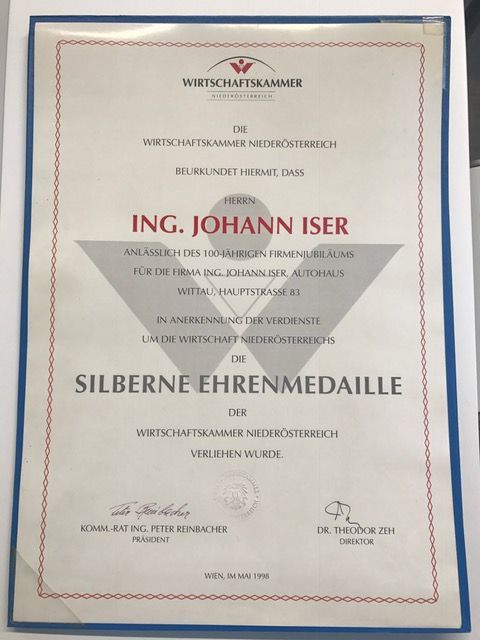 WIRTSCHAFTSKAMMER
NIEDERÖSTERREICH
DIE
WIRTSCHAFTSKAMMER NIEDERÖSTERREICH
BEURKUNDET HIERMIT, DASS
HERRN
ING. JOHANN ISER
ANLÄSSLICH DES 100-JÄHRIGEN FIRMENJUBILÄUMS
FÜR DIE FIRMA ING. JOHANN ISER, AUTOHAUS
WITTAU, HAUPTSTRASSE 83
IN ANERKENNUNG DER VERDIENSTE
UM DIE WIRTSCHAFT NIEDERÖSTERREICHS
DIE
SILBERNE EHRENMEDAILLE
DER
WIRTSCHAFTSKAMMER NIEDERÖSTERREICH
VERLIEHEN WURDE.
KOMM.-RAT ING. PETER REINBACHER
PRÄSIDENT
DR. THEODOR ZEH
DIREKTOR
WIEN, IM MAI 1998